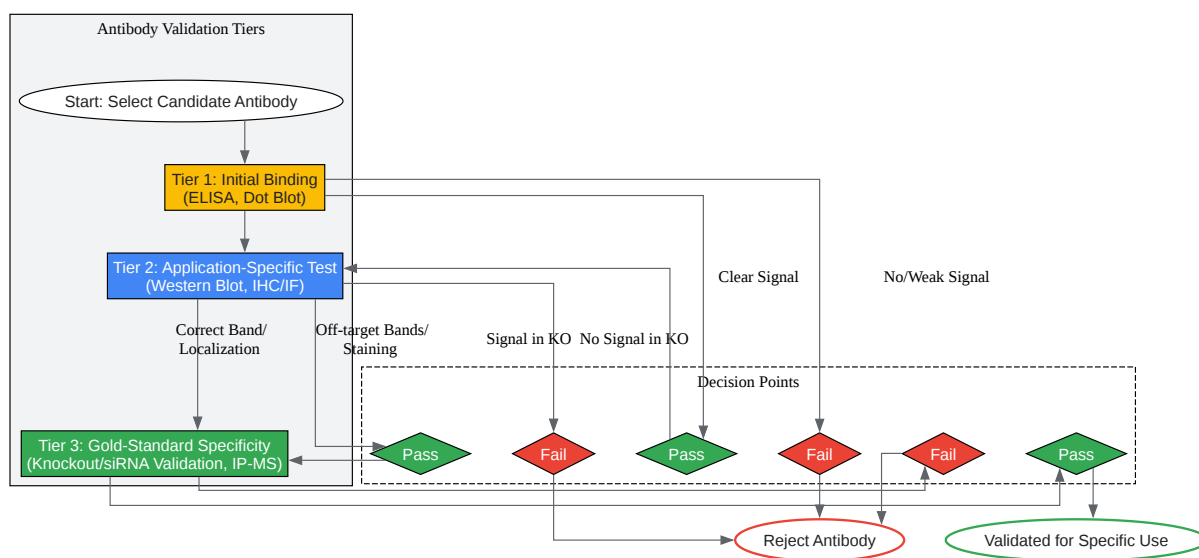 Antibody Validation Tiers
Start: Select Candidate Antibody
Tier 1: Initial Binding
(ELISA, Dot Blot)
Tier 2: Application-Specific Test
(Western Blot, IHC/IF)
Clear Signal
No/Weak Signal
Correct Band/
Localization
Off-target Bands/
Staining
Signal in KO
No Signal in KO
Decision Points
Tier 3: Gold-Standard Specificity
(Knockout/siRNA Validation, IP-MS)
Pass
Fail
Pass
Fail
Fail
Pass
Reject Antibody
Validated for Specific Use